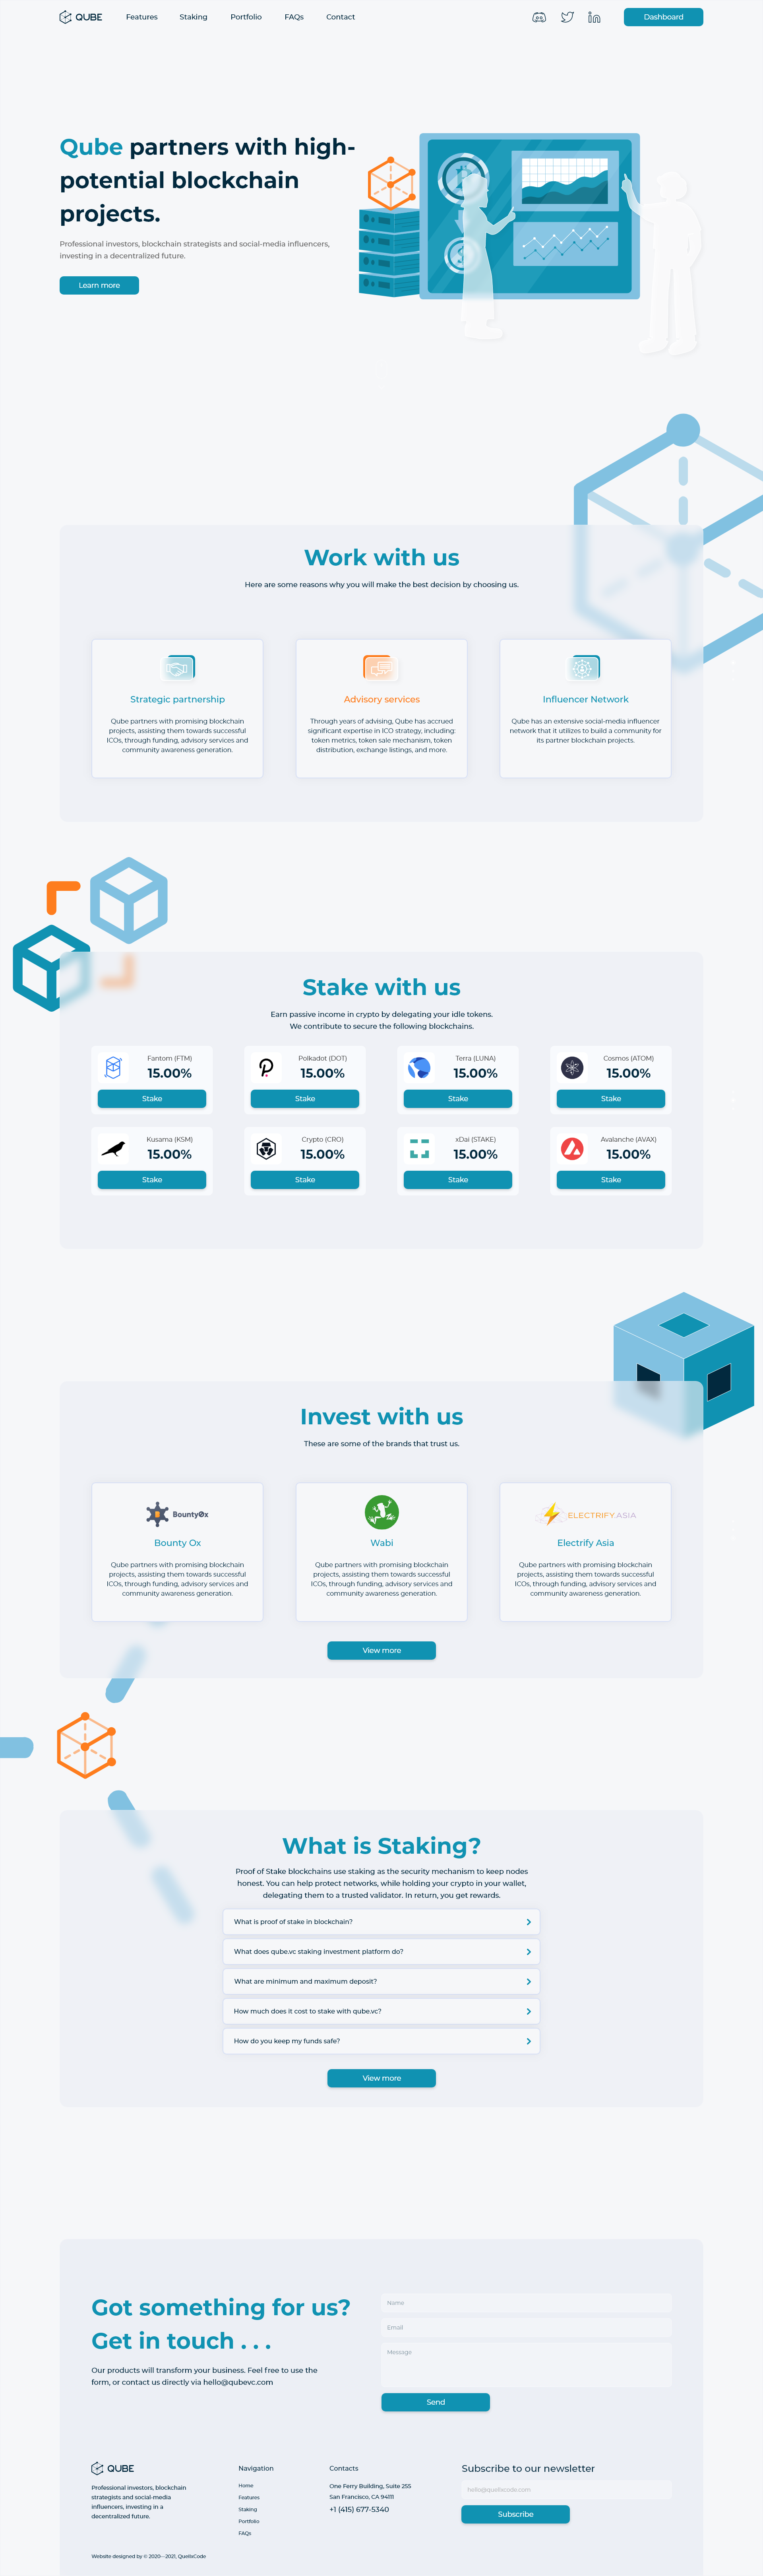 QUBE Features Staking Portfolio FAQs Contact Dashboard
Qube partners with high-
potential blockchain
projects.
Professional investors, blockchain strategists and social-media influencers,
investing in a decentralized future.
Learn more
Work with us
Here are some reasons why you will make the best decision by choosing us.
Strategic partnership
Qube partners with promising blockchain
projects, assisting them towards successful
ICOs, through funding, advisory services and
community awareness generation.
Advisory services
Through years of advising, Qube has accrued
significant expertise in ICO strategy, including:
token metrics, token sale mechanism, token
distribution, exchange listings, and more.
Influencer Network
Qube has an extensive social-media influencer
network that it utilizes to build a community for
its partner blockchain projects.
Stake with us
Earn passive income in crypto by delegating your idle tokens.
We contribute to secure the following blockchains.
Fantom (FTM)
15.00%
Stake
Polkadot (DOT)
15.00%
Stake
Terra (LUNA)
15.00%
Stake
Cosmos (ATOM)
15.00%
Stake
Kusama (KSM)
15.00%
Stake
Crypto (CRO)
15.00%
Stake
xDai (STAKE)
15.00%
Stake
Avalanche (AVAX)
15.00%
Stake
Invest with us
These are some of the brands that trust us.
Bounty0x
Bounty Ox
Qube partners with promising blockchain
projects, assisting them towards successful
ICOs, through funding, advisory services and
community awareness generation.
Wabi
Qube partners with promising blockchain
projects, assisting them towards successful
ICOs, through funding, advisory services and
community awareness generation.
ELECTRIFY.ASIA
Electrify Asia
Qube partners with promising blockchain
projects, assisting them towards successful
ICOs, through funding, advisory services and
community awareness generation.
View more
What is Staking?
Proof of Stake blockchains use staking as the security mechanism to keep nodes
honest. You can help protect networks, while holding your crypto in your wallet,
delegating them to a trusted validator. In return, you get rewards.
What is proof of stake in blockchain?
What does qube.vc staking investment platform do?
What are minimum and maximum deposit?
How much does it cost to stake with qube.vc?
How do you keep my funds safe?
View more
Got something for us?
Get in touch . . .
Our products will transform your business. Feel free to use the
form, or contact us directly via hello@qubevc.com
Name
Email
Message
Send
QUBE
Professional investors, blockchain
strategists and social-media
influencers, investing in a
decentralized future.
Navigation
Home
Features
Staking
Portfolio
FAQs
Contacts
One Ferry Building, Suite 255
San Francisco, CA 94111
+1 (415) 677-5340
Subscribe to our newsletter
hello@quellxcode.com
Subscribe
Website designed by © 2020—2021, QuellxCode